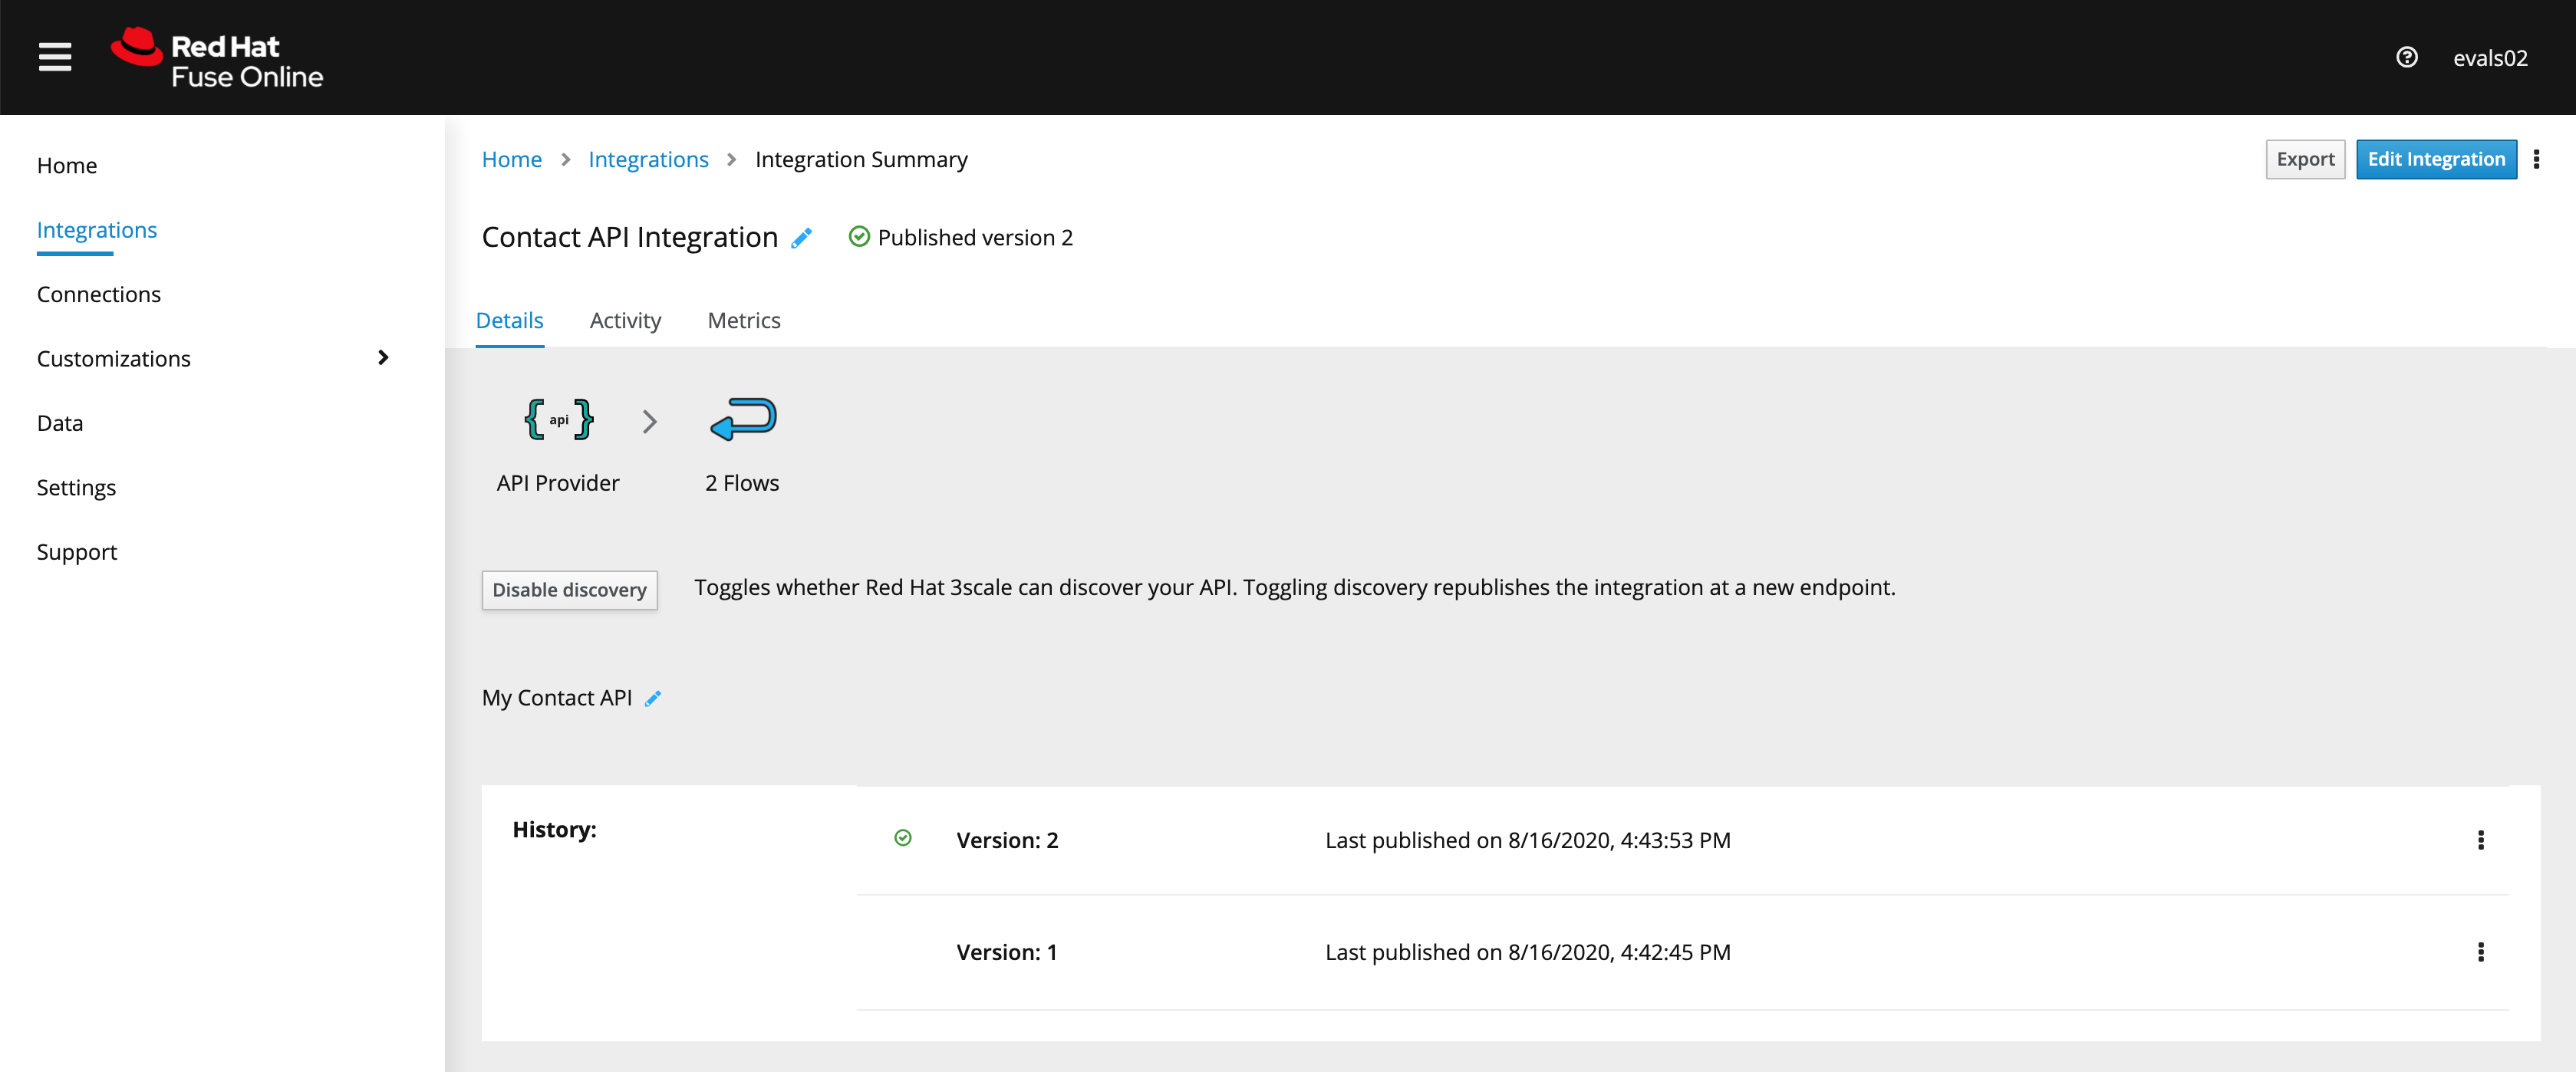 Red Hat
Fuse Online
evals02
Home
Integrations
Connections
Customizations
Data
Settings
Support
Home > Integrations > Integration Summary
Export
Edit Integration
Contact API Integration
Published version 2
Details
Activity
Metrics
{ api }
API Provider
2 Flows
Disable discovery
Toggles whether Red Hat 3scale can discover your API. Toggling discovery republishes the integration at a new endpoint.
My Contact API
History:
Version: 2
Last published on 8/16/2020, 4:43:53 PM
Version: 1
Last published on 8/16/2020, 4:42:45 PM